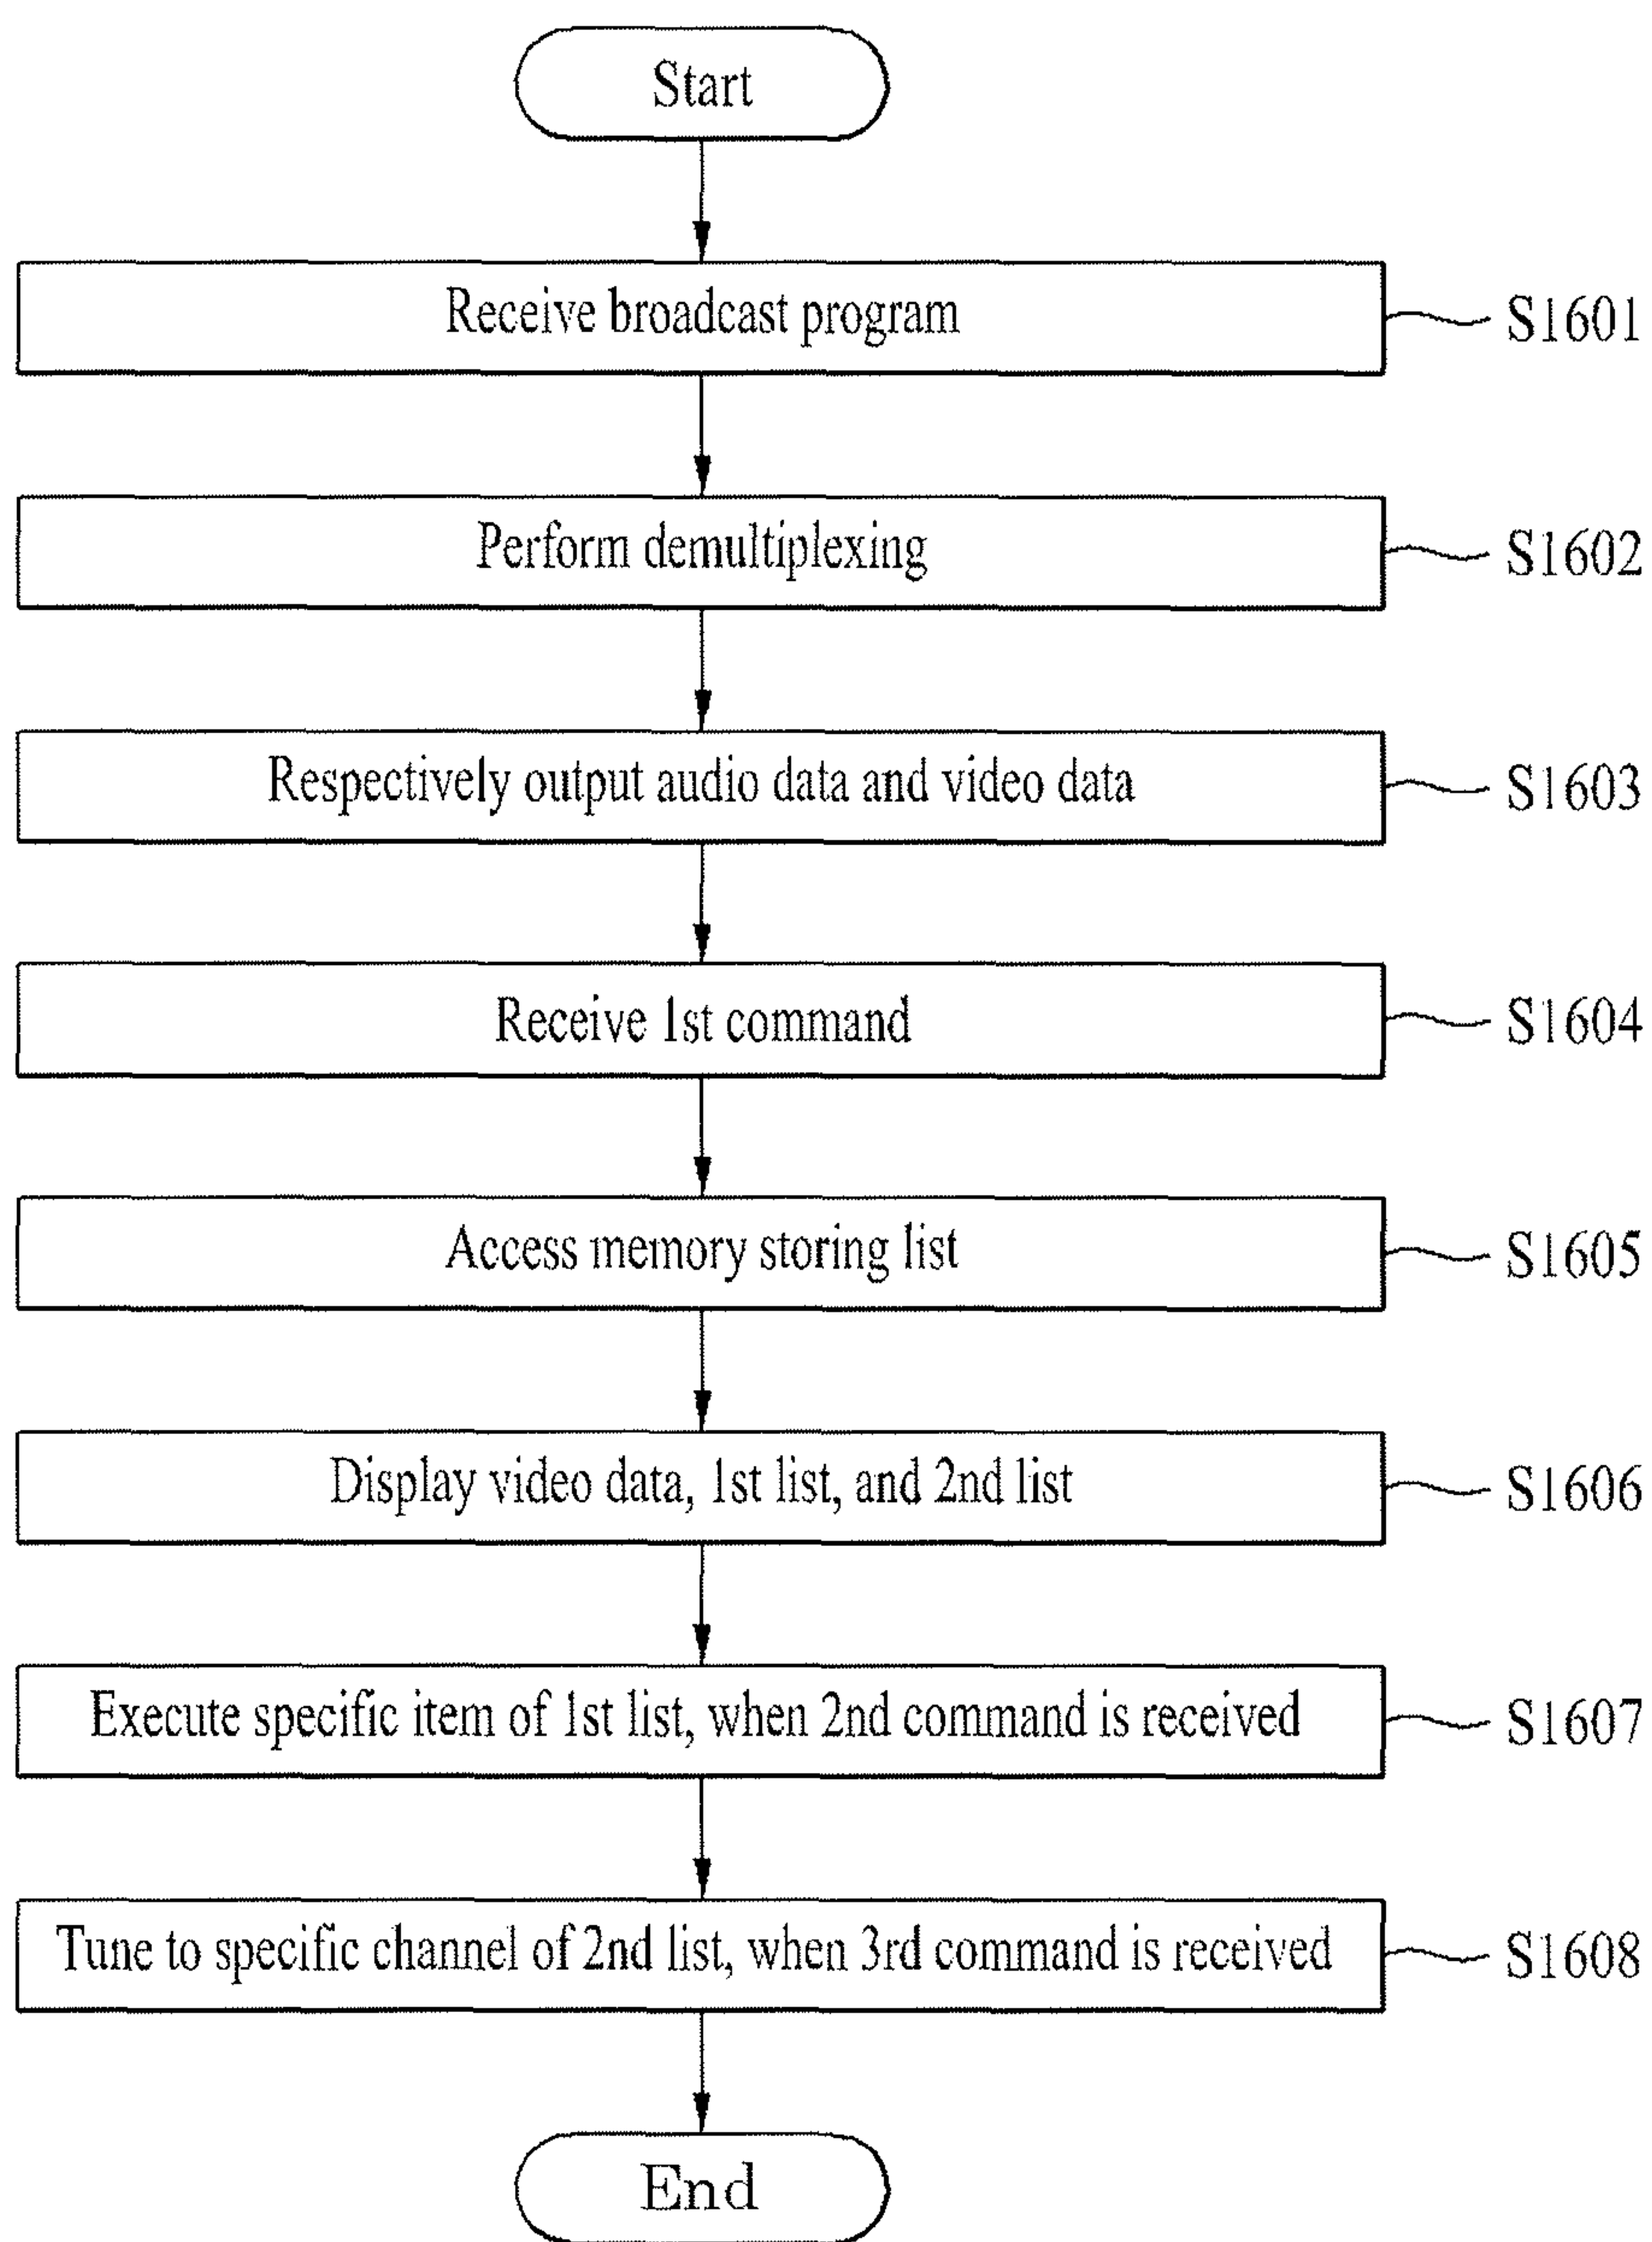 Start
Receive broadcast program
S1601
Perform demultiplexing
S1602
Respectively output audio data and video data
S1603
Receive 1st command
S1604
Access memory storing list
S1605
Display video data, 1st list, and 2nd list
S1606
Execute specific item of 1st list, when 2nd command is received
S1607
Tune to specific channel of 2nd list, when 3rd command is received
S1608
End